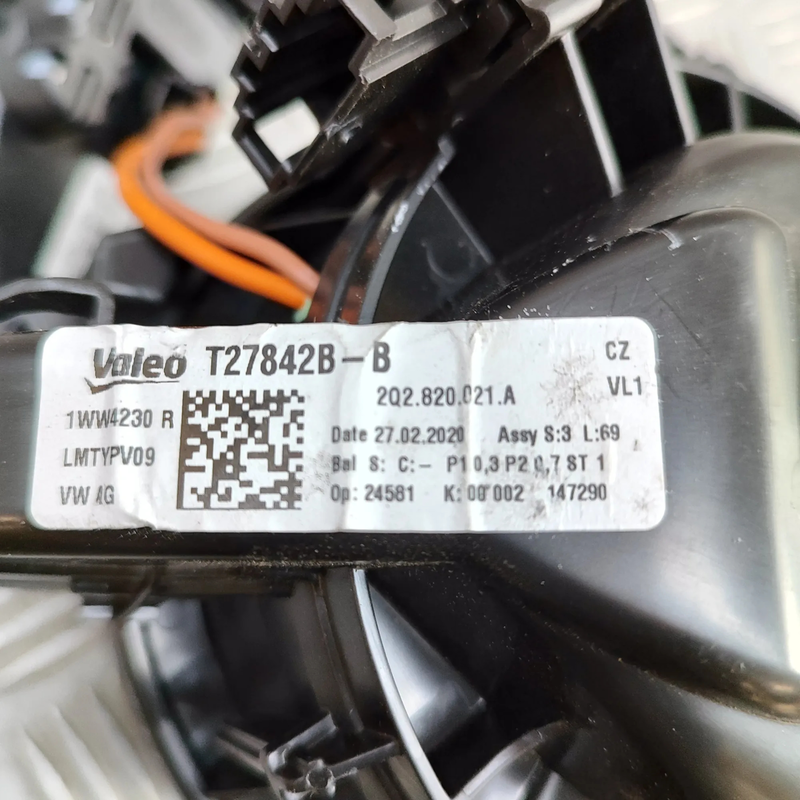 Valeo T27842B-B CZ
2Q2.820.021.A VL1
1WW4230 R
Date 27.02.2020 Assy S:3 L:69
LMTYPV09
Bal S: C:- P1 0,3 P2 0,7 ST 1
VW AG
Op: 24581 K: 00 002 147290